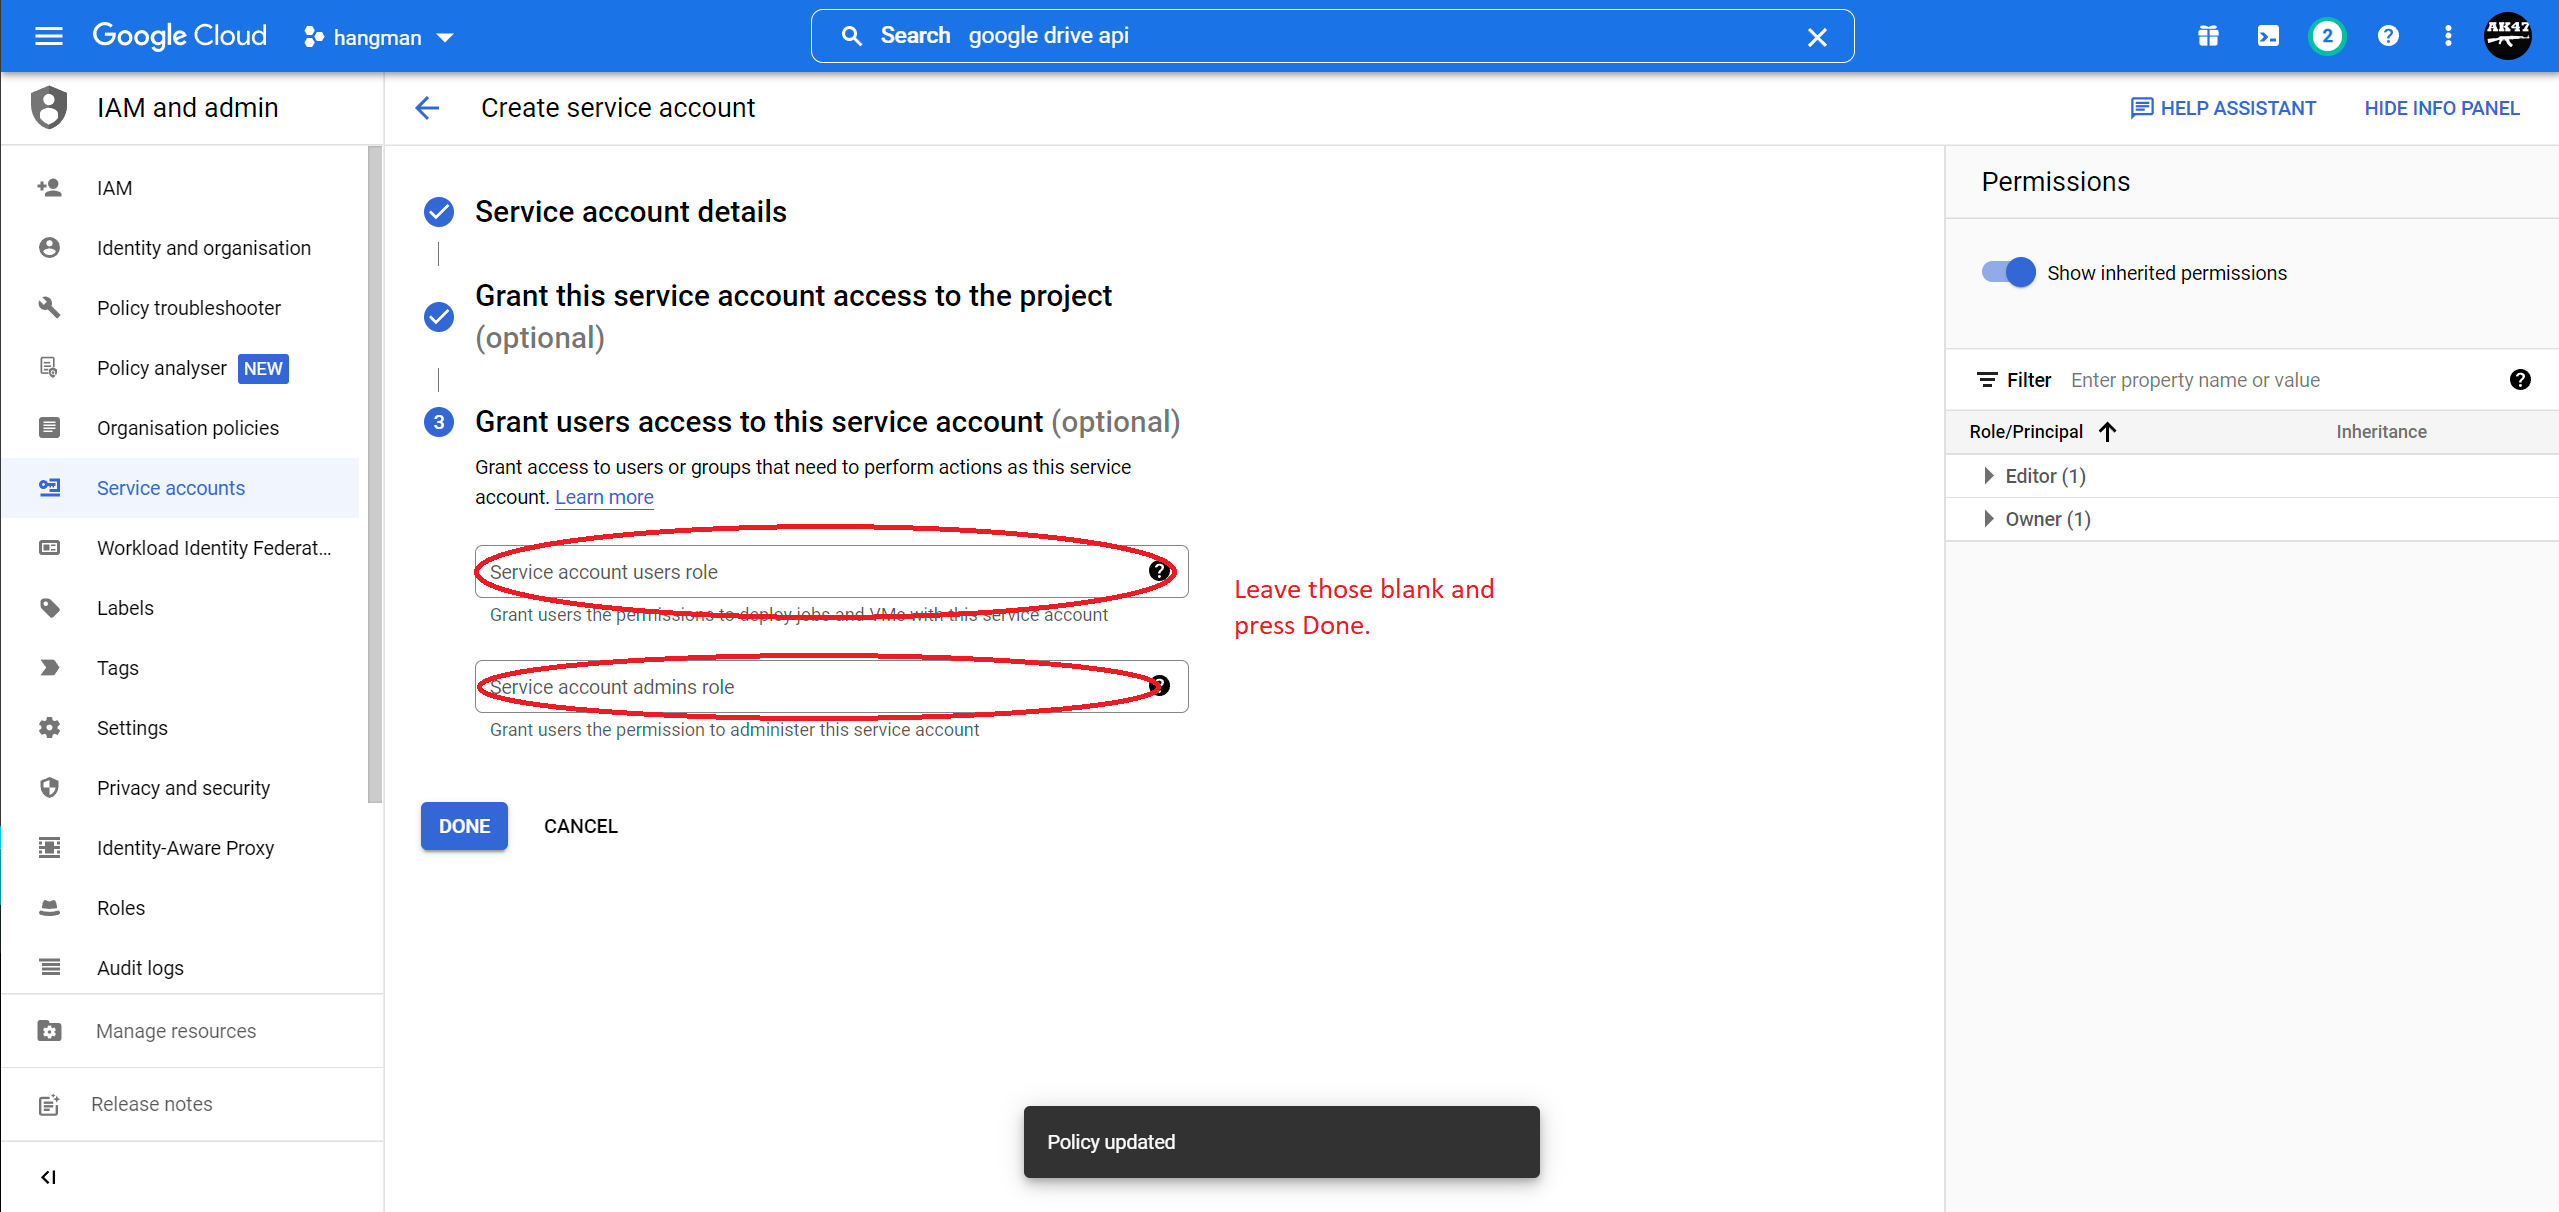 Google Cloud
hangman
Search google drive api
2
?
AK47
IAM and admin
Create service account
HELP ASSISTANT
HIDE INFO PANEL
IAM
Identity and organisation
Policy troubleshooter
Policy analyser NEW
Organisation policies
Service accounts
Workload Identity Federat...
Labels
Tags
Settings
Privacy and security
Identity-Aware Proxy
Roles
Audit logs
Manage resources
Release notes
Service account details
Grant this service account access to the project
(optional)
3 Grant users access to this service account (optional)
Grant access to users or groups that need to perform actions as this service
account. Learn more
Service account users role ?
Grant users the permissions to deploy jobs and VMs with this service account
Service account admins role ?
Grant users the permission to administer this service account
Leave those blank and
press Done.
DONE CANCEL
Policy updated
Permissions
Show inherited permissions
Filter Enter property name or value ?
Role/Principal Inheritance
Editor (1)
Owner (1)